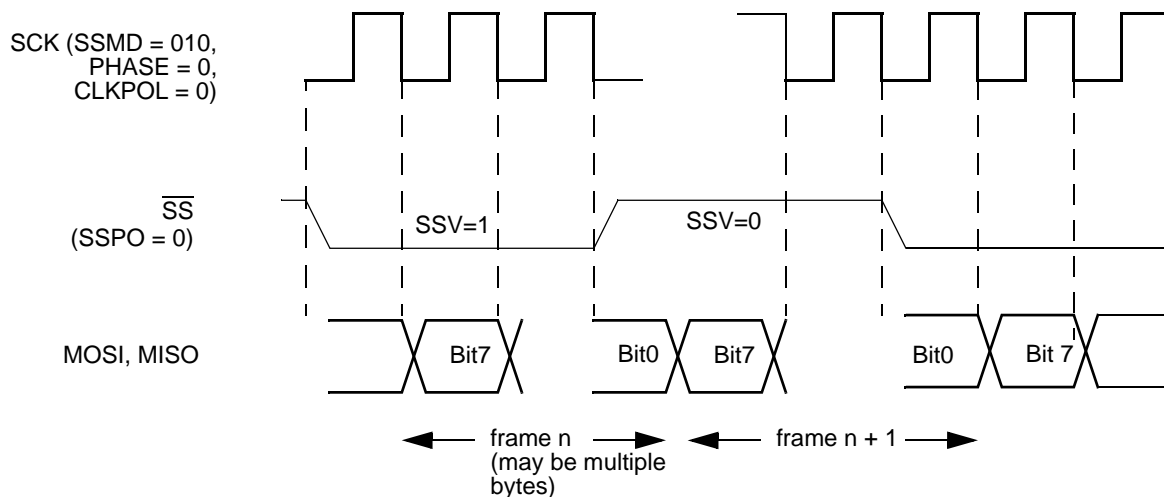 SCK (SSMD = 010,
PHASE = 0,
CLKPOL = 0)
SS
(SSPO = 0)
SSV=1
SSV=0
MOSI, MISO
Bit7
Bit0
Bit7
Bit0
Bit 7
frame n
(may be multiple
bytes)
frame n + 1